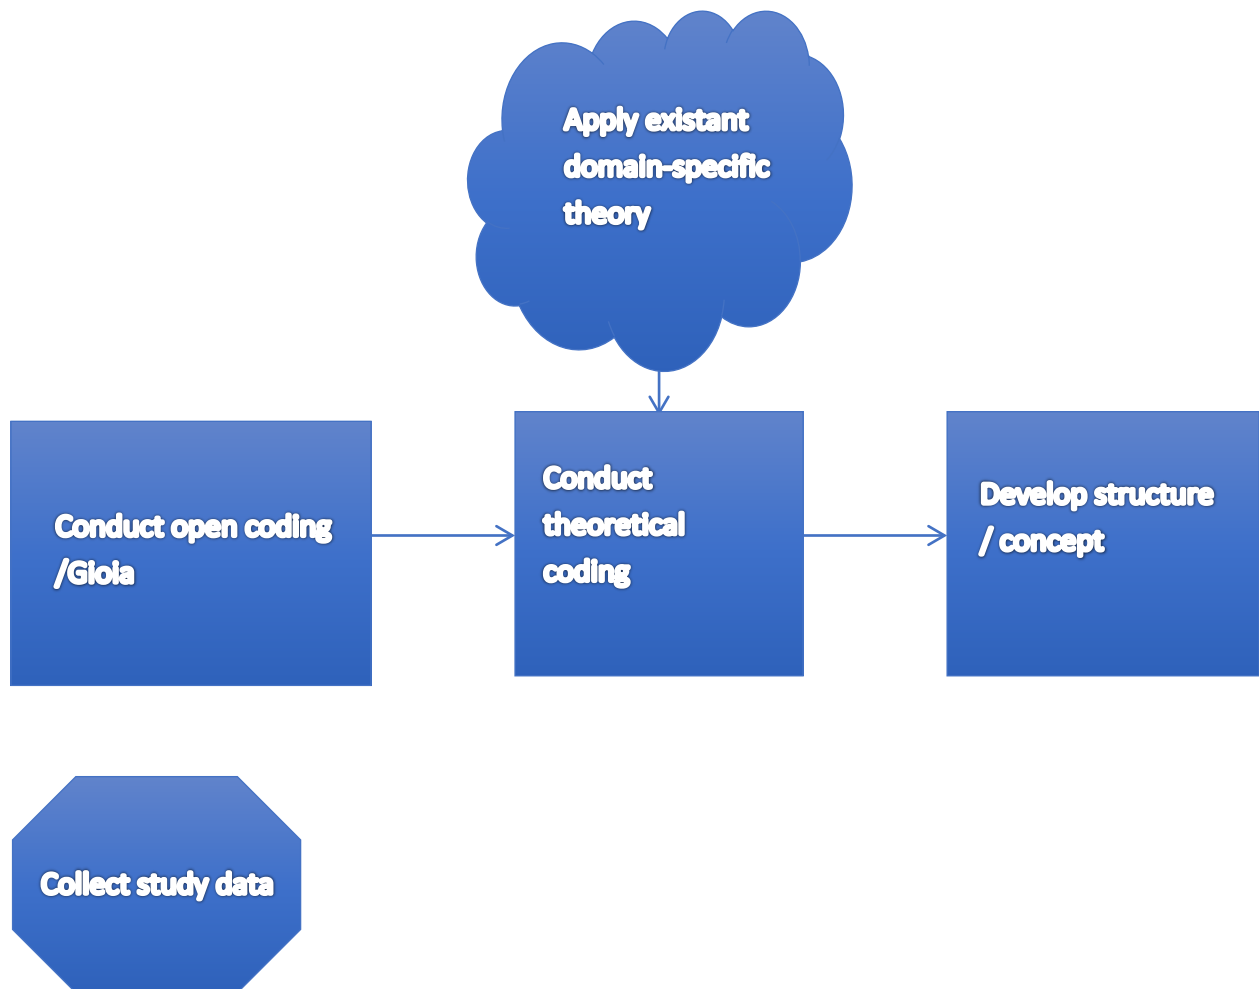 Apply existant
domain-specific
theory
Conduct open coding
/Gioia
Conduct
theoretical
coding
Develop structure
/ concept
Collect study data